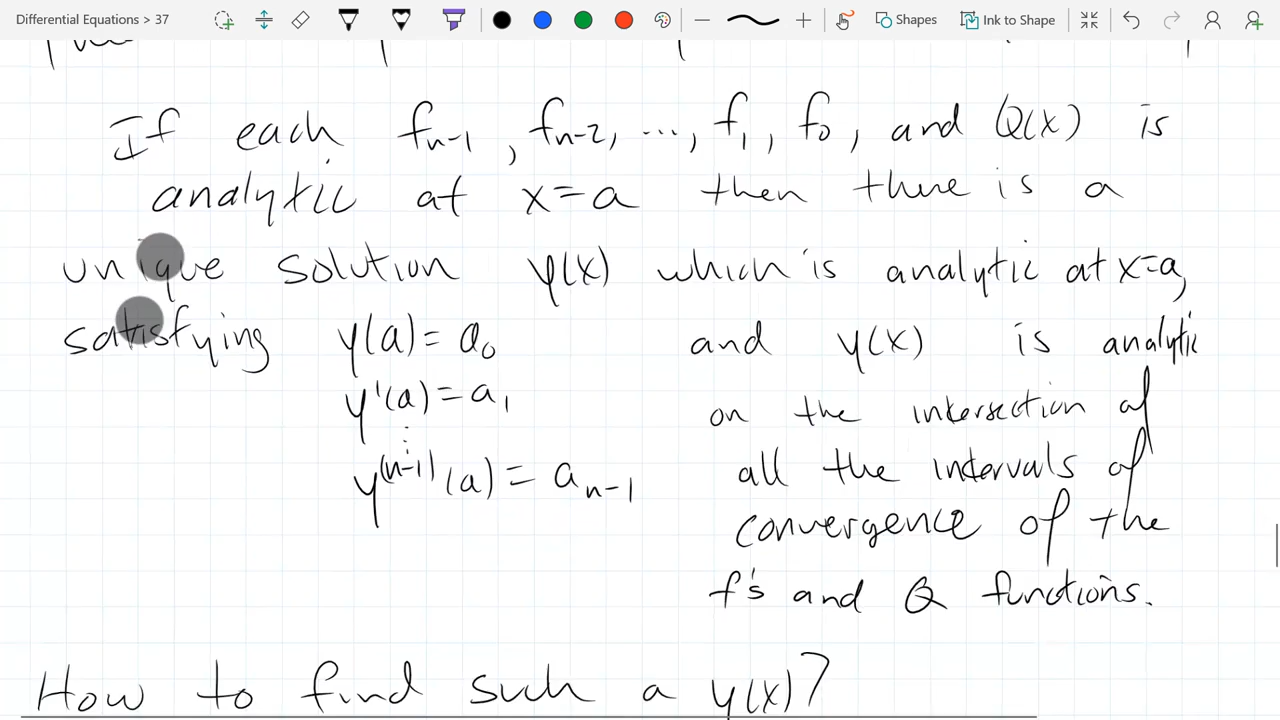 Differential Equations > 37
Shapes
Ink to Shape
If each fn-1, fn-2, ..., f1, f0, and Q(x) is
analytic at x=a then there is a
unique solution y(x) which is analytic at x=a,
satisfying y(a) = a0
y'(a) = a1
⋮
y(n-1)(a) = an-1
and y(x) is analytic
on the intersection of
all the intervals of
convergence of the
f's and Q functions.
How to find such a y(x)?